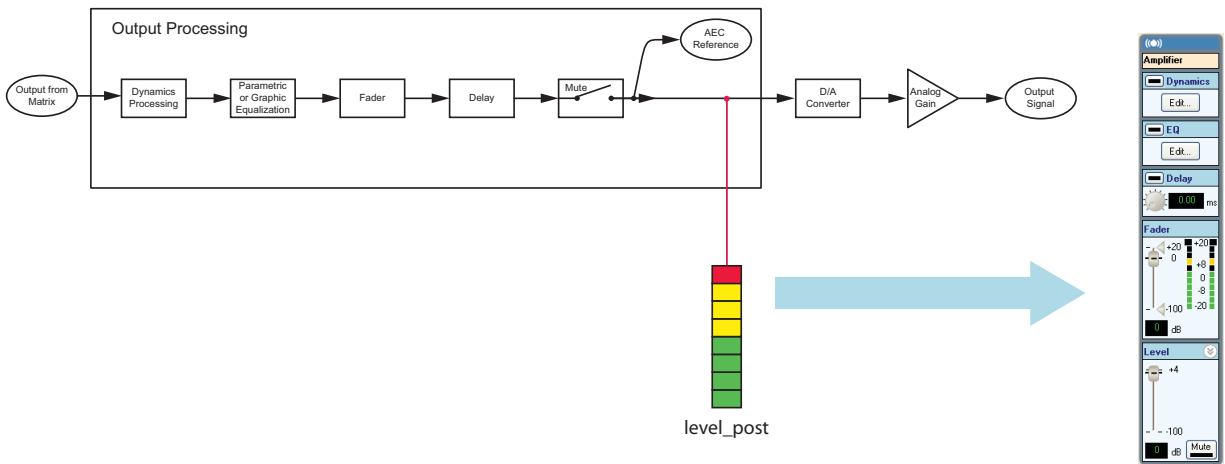 Output Processing
AEC
Reference
Output from
Matrix
Dynamics
Processing
Parametric
or Graphic
Equalization
Fader
Delay
Mute
D/A
Converter
Analog
Gain
Output
Signal
level_post
((●))
Amplifier
Dynamics
Edit...
EQ
Edit...
Delay
0.00 ms
Fader
+20 +20
0
+8
0
-8
-100 -20
0 dB
Level
+4
-100
0 dB Mute